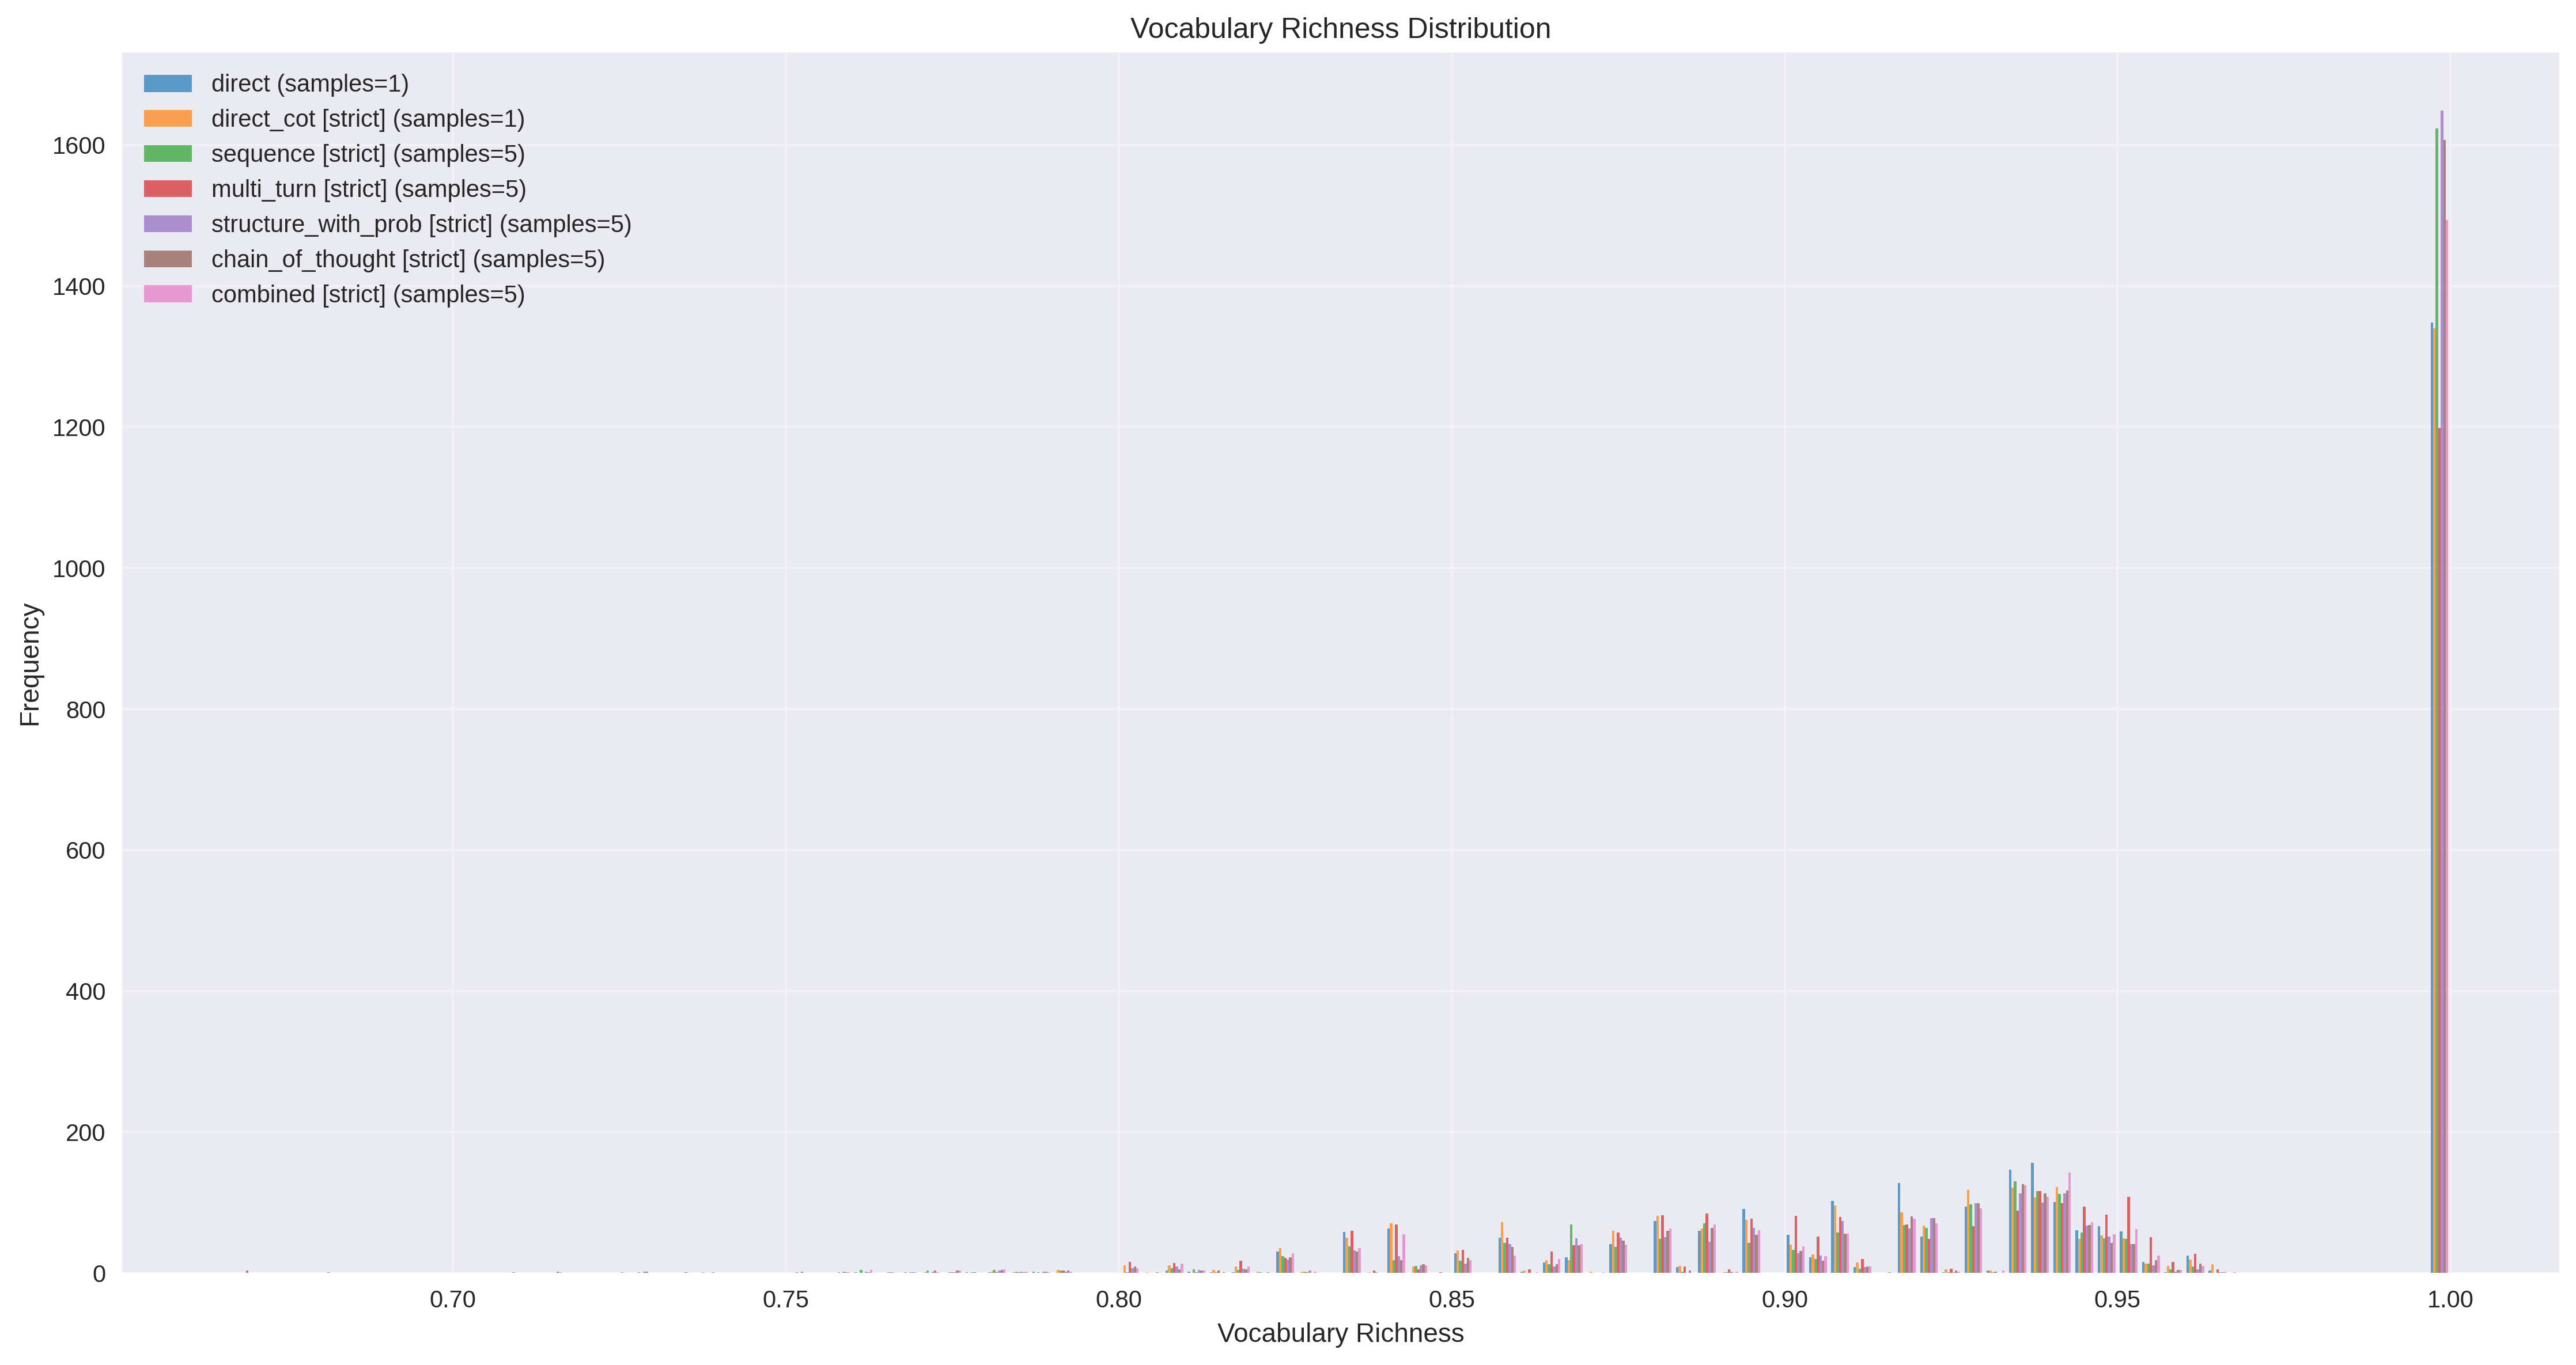 Vocabulary Richness Distribution
direct (samples=1)
direct_cot [strict] (samples=1)
sequence [strict] (samples=5)
multi_turn [strict] (samples=5)
structure_with_prob [strict] (samples=5)
chain_of_thought [strict] (samples=5)
combined [strict] (samples=5)
1600
1400
1200
1000
800
600
400
200
0
Frequency
0.70 0.75 0.80 0.85 0.90 0.95 1.00
Vocabulary Richness